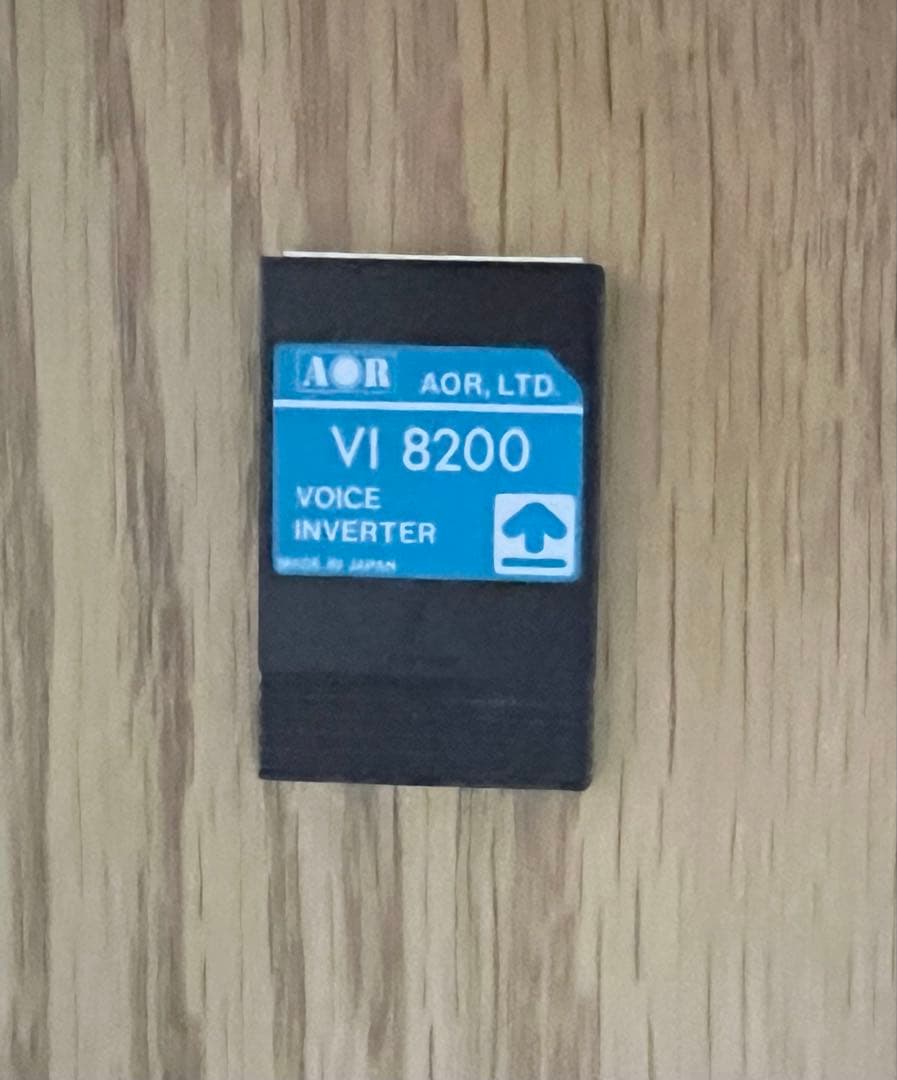 AOR AOR, LTD.
VI 8200
VOICE
INVERTER
MADE IN JAPAN